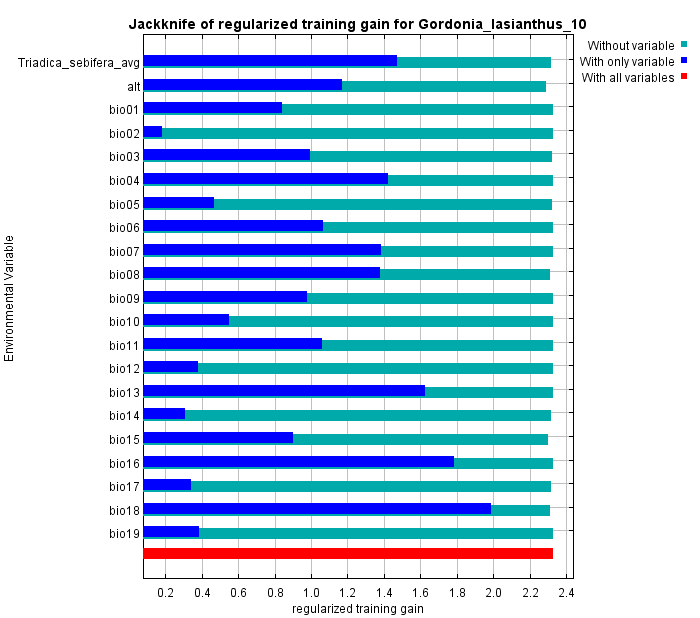 Jackknife of regularized training gain for Gordonia_lasianthus_10
Without variable
With only variable
With all variables
Environmental Variable
Triadica_sebifera_avg
alt
bio01
bio02
bio03
bio04
bio05
bio06
bio07
bio08
bio09
bio10
bio11
bio12
bio13
bio14
bio15
bio16
bio17
bio18
bio19
0.2 0.4 0.6 0.8 1.0 1.2 1.4 1.6 1.8 2.0 2.2 2.4
regularized training gain